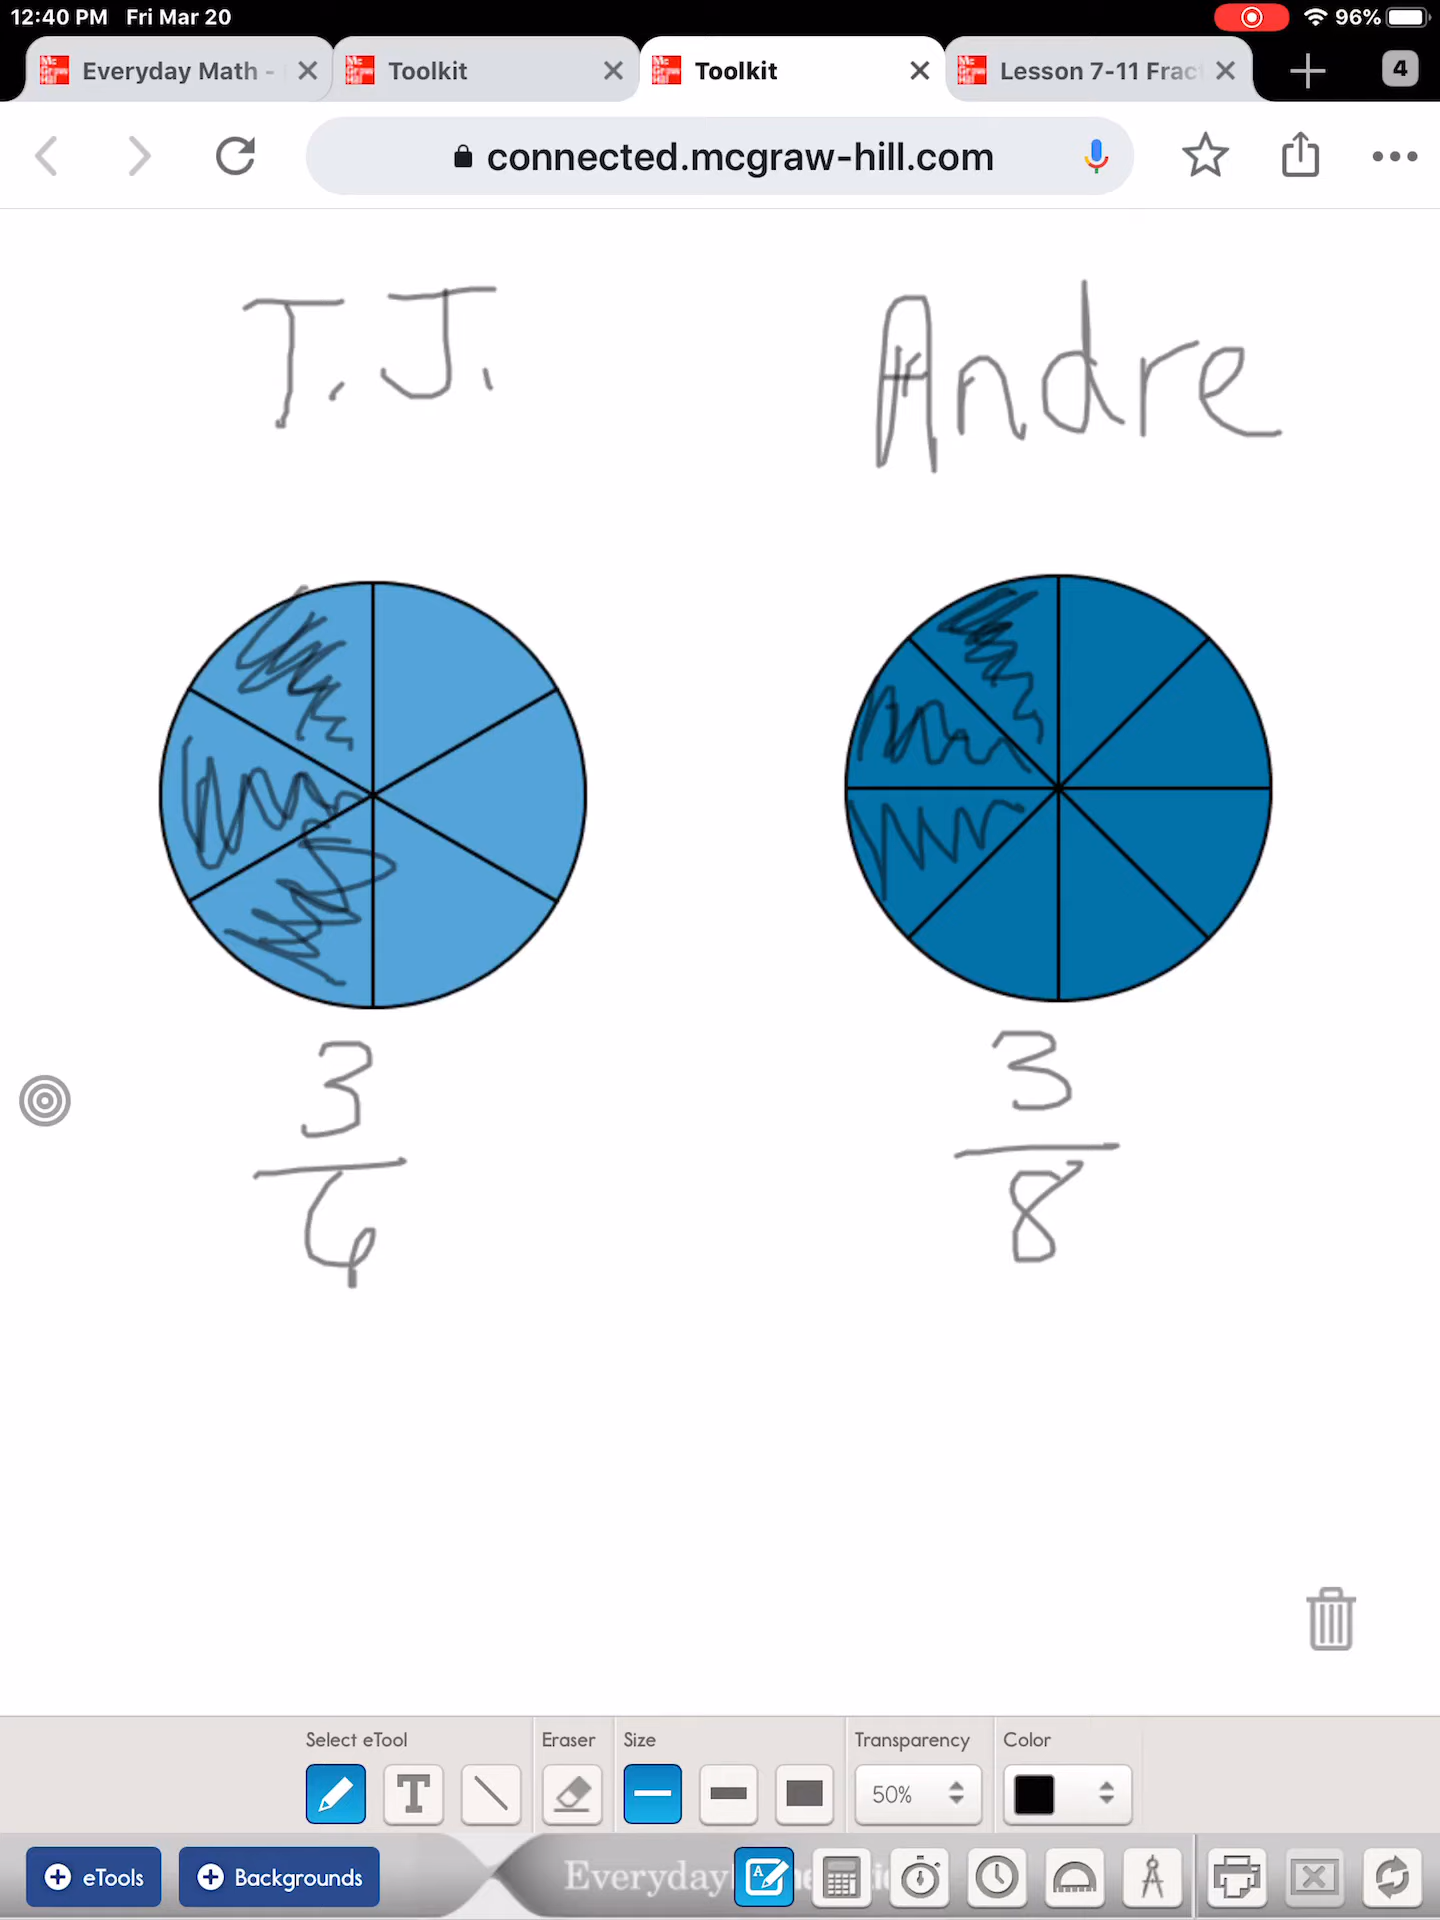 12:40 PM Fri Mar 20 96%
Everyday Math - Toolkit Toolkit Lesson 7-11 Frac 4
connected.mcgraw-hill.com
T.J. Andre
3 3
6 8
Select eTool Eraser Size Transparency Color
T 50%
eTools Backgrounds Everyday